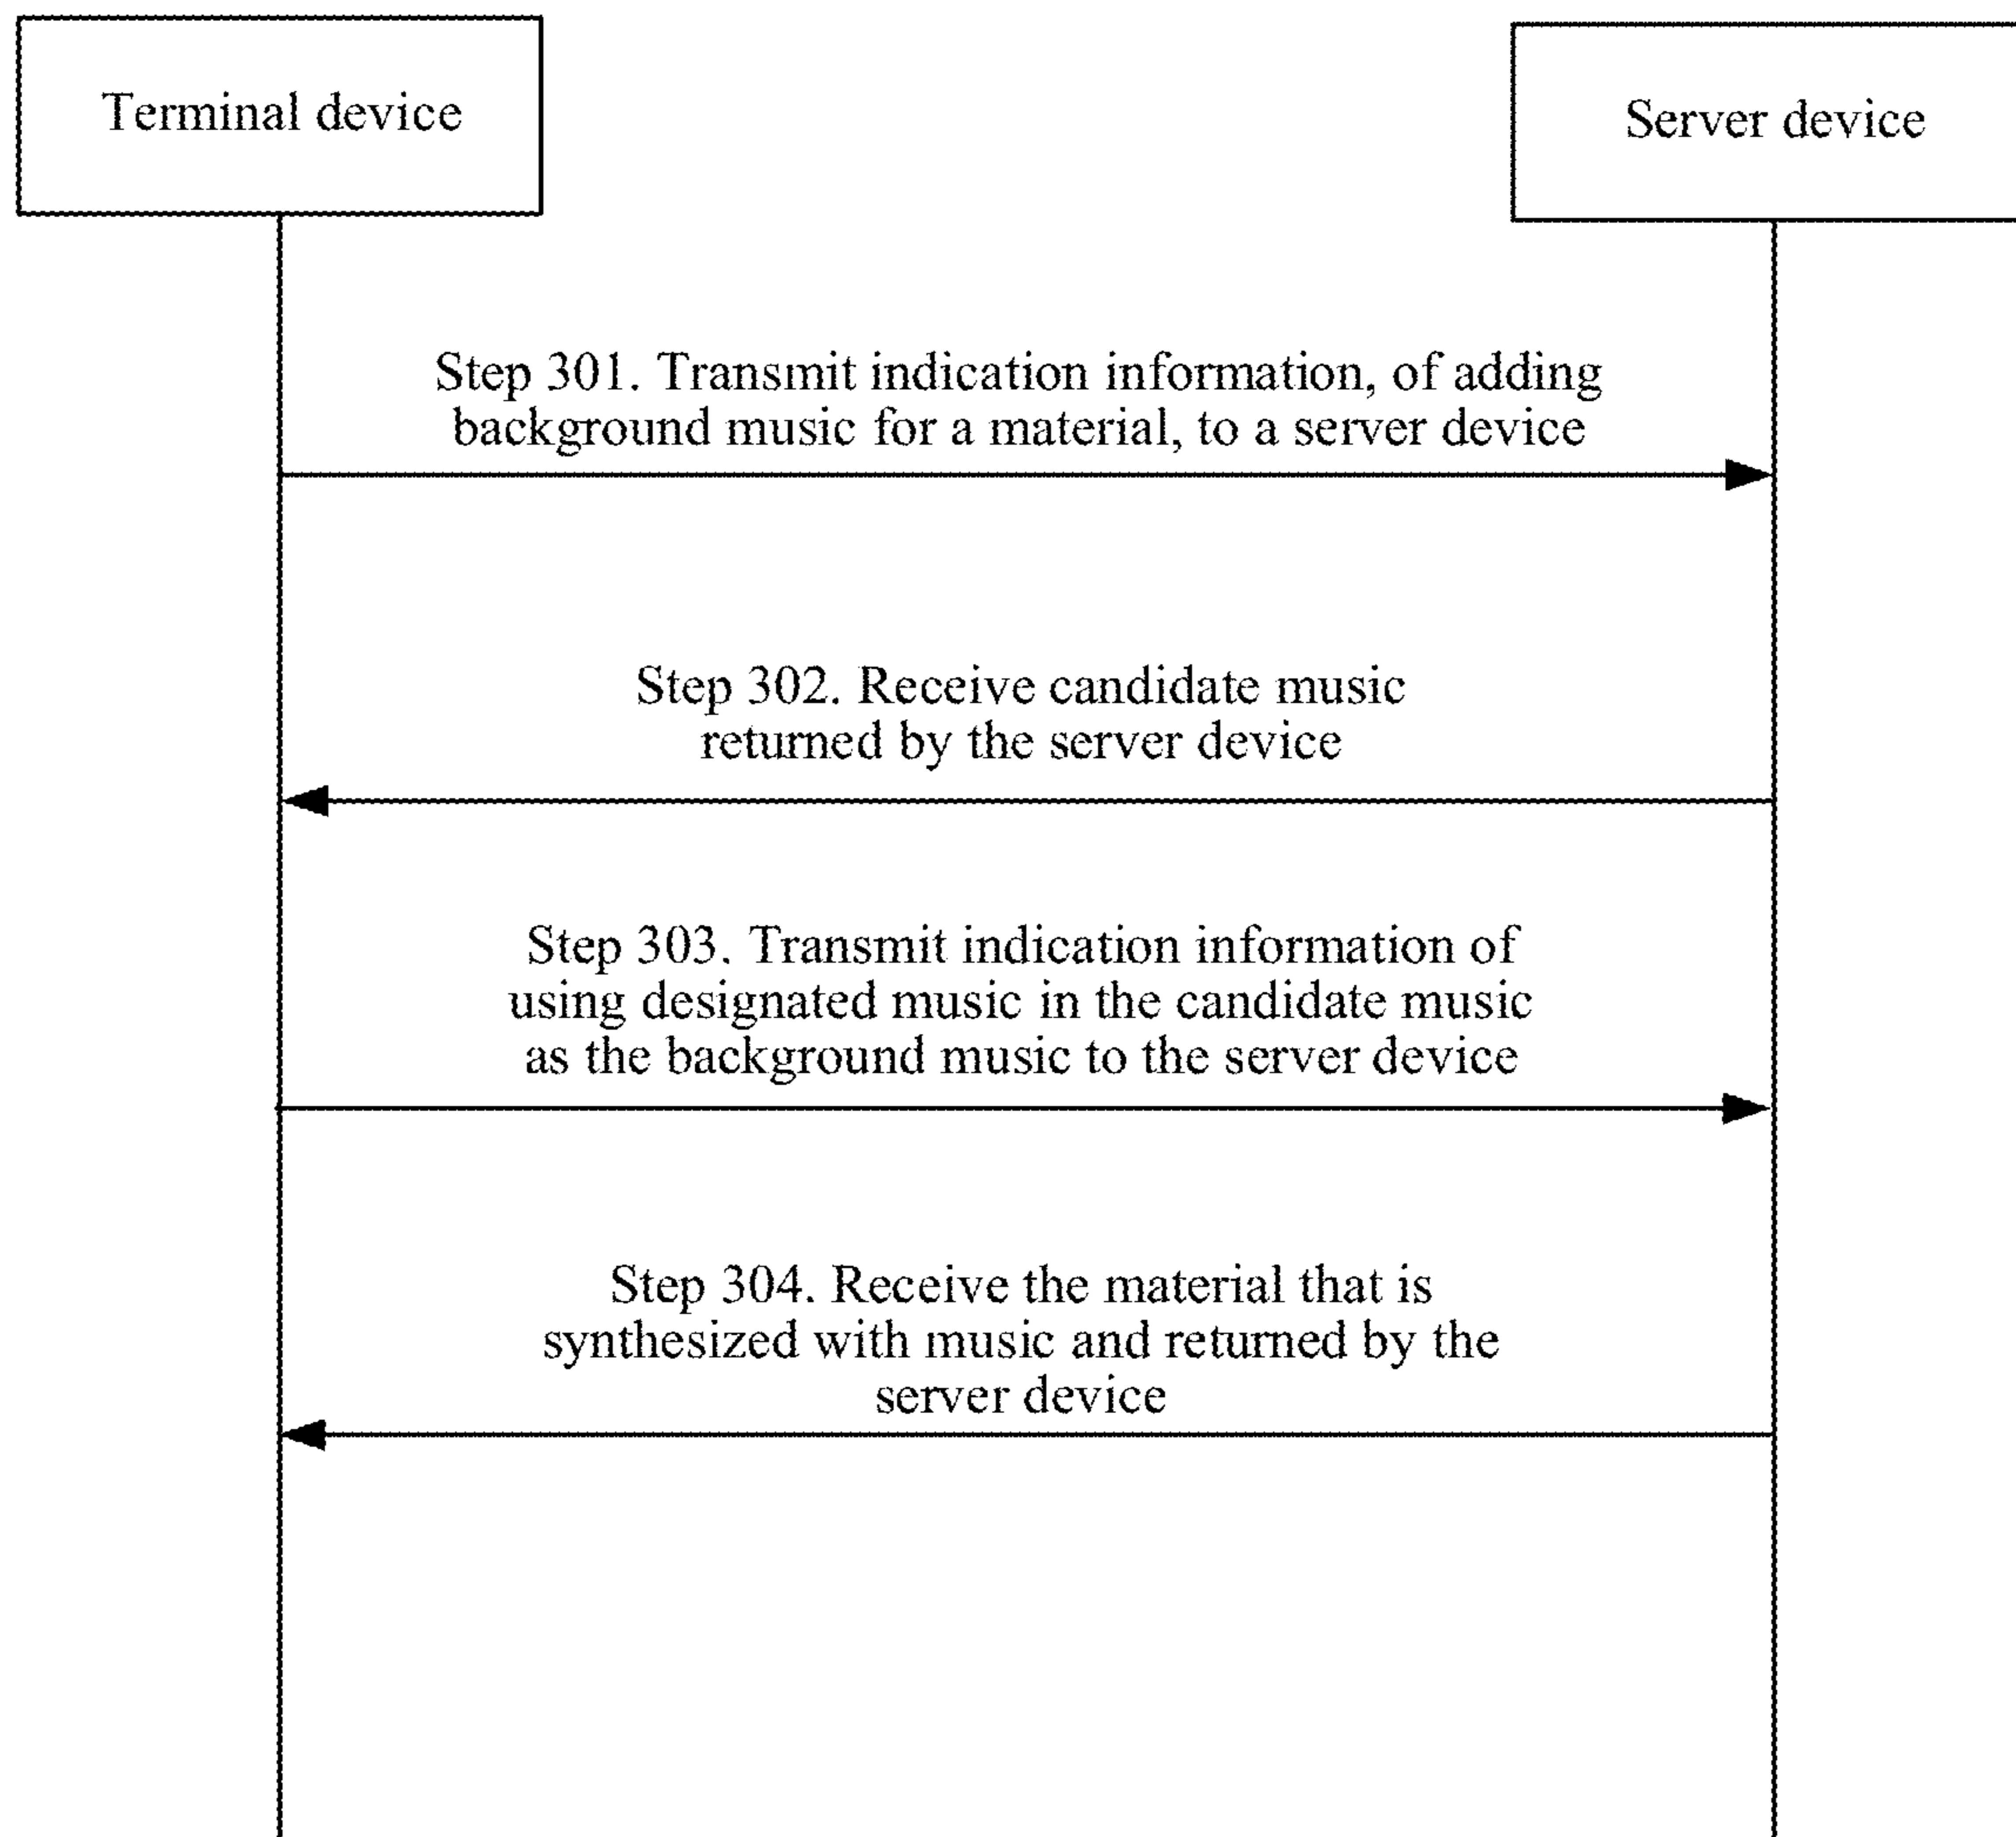 Terminal device
Server device
Step 301. Transmit indication information, of adding
background music for a material, to a server device
Step 302. Receive candidate music
returned by the server device
Step 303. Transmit indication information of
using designated music in the candidate music
as the background music to the server device
Step 304. Receive the material that is
synthesized with music and returned by the
server device